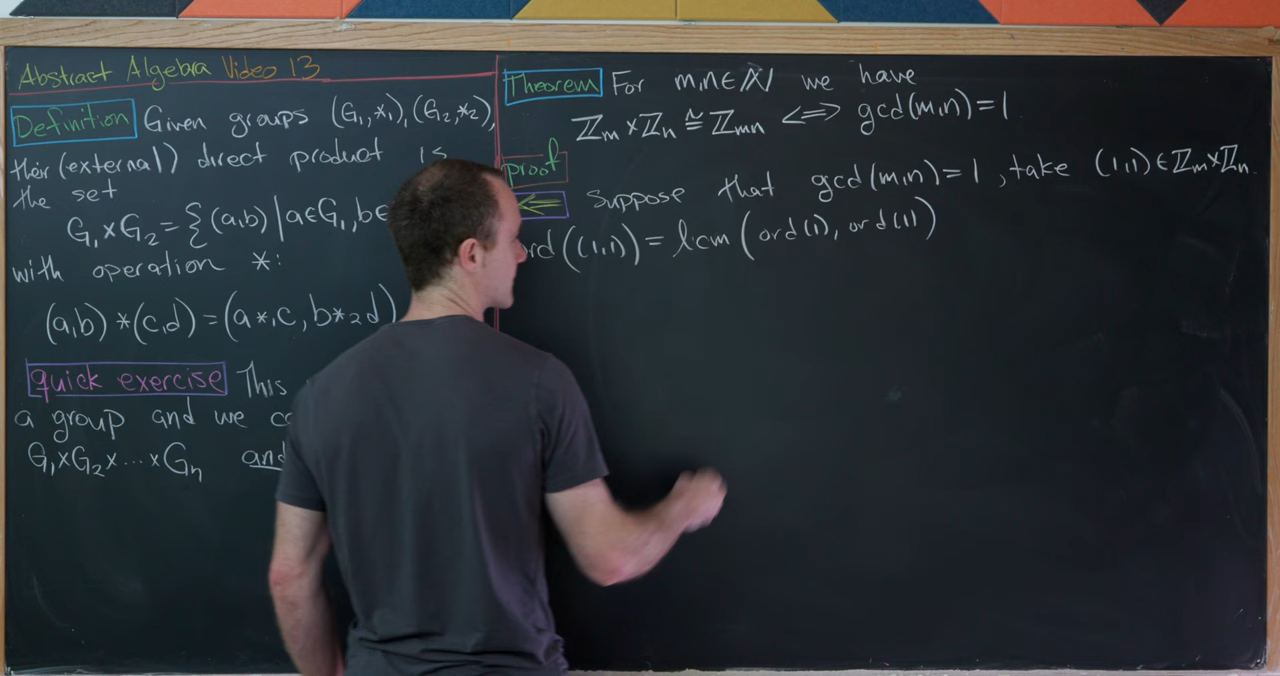 Abstract Algebra Video 13
Definition Given groups (G₁,*₁),(G₂,*₂),
their (external) direct product is
the set
G₁×G₂={(a,b)|a∈G₁,b∈
with operation *:
(a,b)*(c,d)=(a*₁c,b*₂d)
quick exercise This
a group and we
G₁×G₂×...×Gₙ and
Theorem For m,n∈ℕ we have
ℤₘ×ℤₙ≅ℤₘₙ ⟺ gcd(m,n)=1
proof
⇐ Suppose that gcd(m,n)=1, take (1,1)∈ℤₘ×ℤₙ.
ord((1,1))=lcm(ord(1),ord(1))